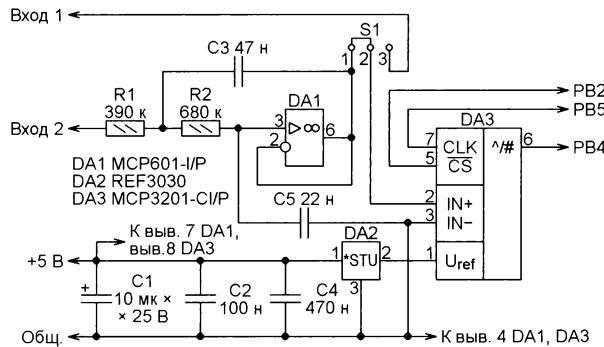 Вход 1
S1
1 2 3
C3 47 н
R1
390 к
R2
680 к
DA1
3
2
▷ ∞
6
Вход 2
DA1 MCP601-I/P
DA2 REF3030
DA3 MCP3201-CI/P
C5 22 н
PB2
PB5
PB4
DA3
7
5
2
3
1
CLK
CS
IN+
IN−
Uref
^/#
6
К выв. 7 DA1,
выв.8 DA3
+5 В
DA2
1
*STU
2
3
+
C1
10 мк ×
× 25 В
C2
100 н
C4
470 н
Общ.
К выв. 4 DA1, DA3